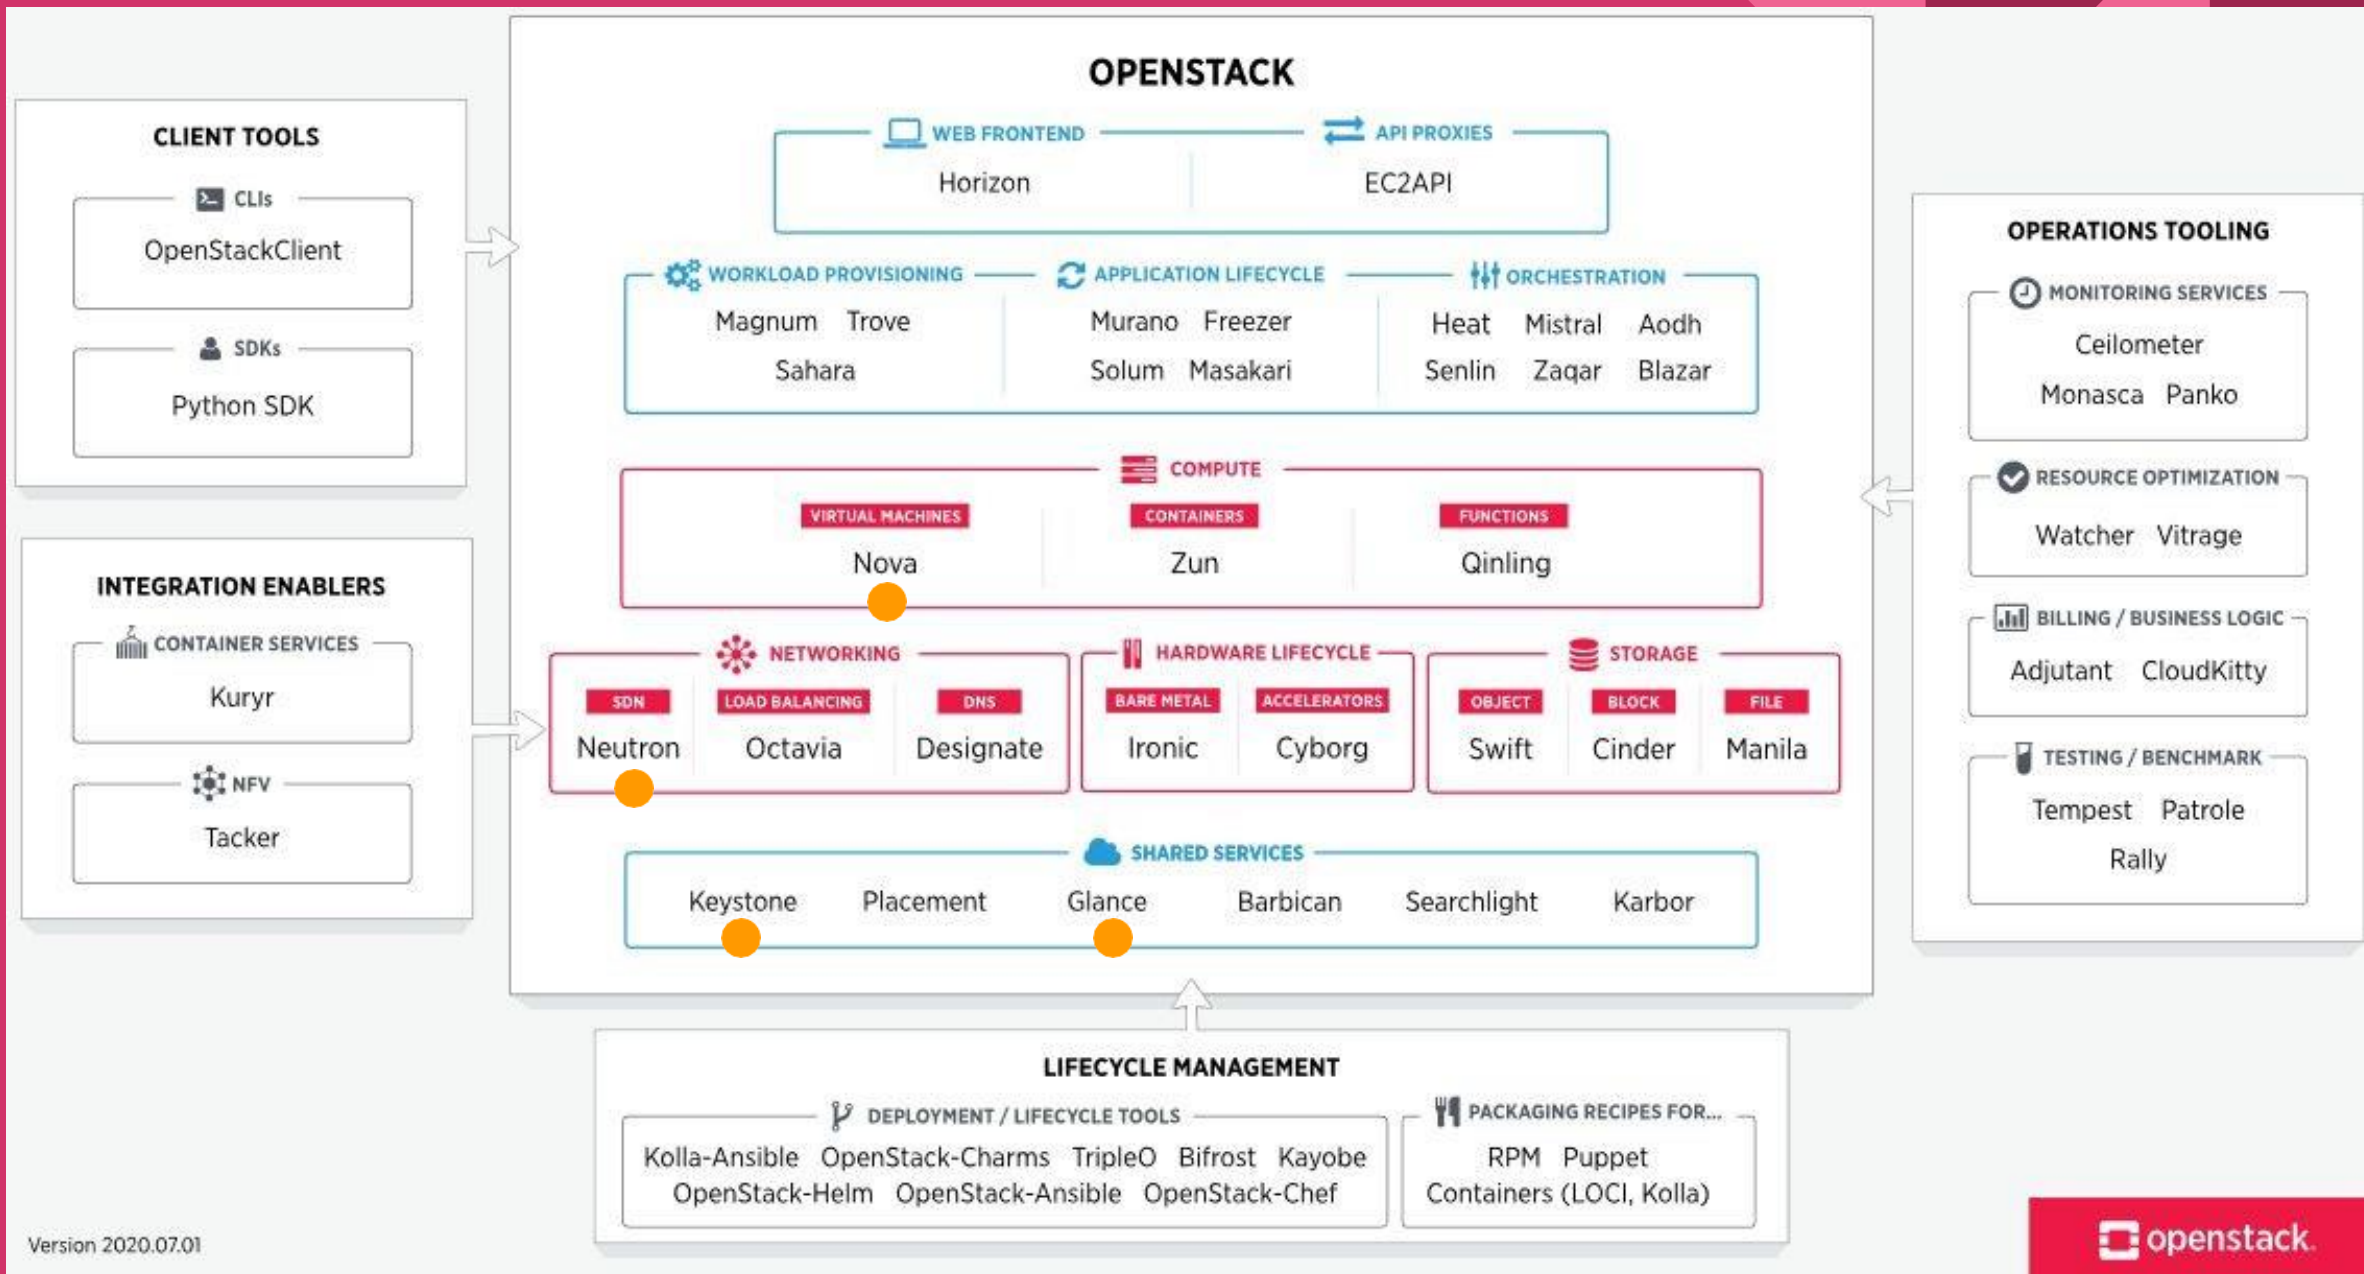 OPENSTACK
WEB FRONTEND
API PROXIES
Horizon
EC2API
WORKLOAD PROVISIONING
APPLICATION LIFECYCLE
ORCHESTRATION
Magnum Trove
Sahara
Murano Freezer
Solum Masakari
Heat Mistral Aodh
Senlin Zaqar Blazar
COMPUTE
VIRTUAL MACHINES
Nova
CONTAINERS
Zun
FUNCTIONS
Qinling
NETWORKING
SDN
Neutron
LOAD BALANCING
Octavia
DNS
Designate
HARDWARE LIFECYCLE
BARE METAL
Ironic
ACCELERATORS
Cyborg
STORAGE
OBJECT
Swift
BLOCK
Cinder
FILE
Manila
SHARED SERVICES
Keystone Placement Glance Barbican Searchlight Karbor
CLIENT TOOLS
CLIs
OpenStackClient
SDKs
Python SDK
INTEGRATION ENABLERS
CONTAINER SERVICES
Kuryr
NFV
Tacker
OPERATIONS TOOLING
MONITORING SERVICES
Ceilometer
Monasca Panko
RESOURCE OPTIMIZATION
Watcher Vitrage
BILLING / BUSINESS LOGIC
Adjutant CloudKitty
TESTING / BENCHMARK
Tempest Patrole
Rally
LIFECYCLE MANAGEMENT
DEPLOYMENT / LIFECYCLE TOOLS
Kolla-Ansible OpenStack-Charms TripleO Bifrost Kayobe
OpenStack-Helm OpenStack-Ansible OpenStack-Chef
PACKAGING RECIPES FOR...
RPM Puppet
Containers (LOCI, Kolla)
Version 2020.07.01
openstack.